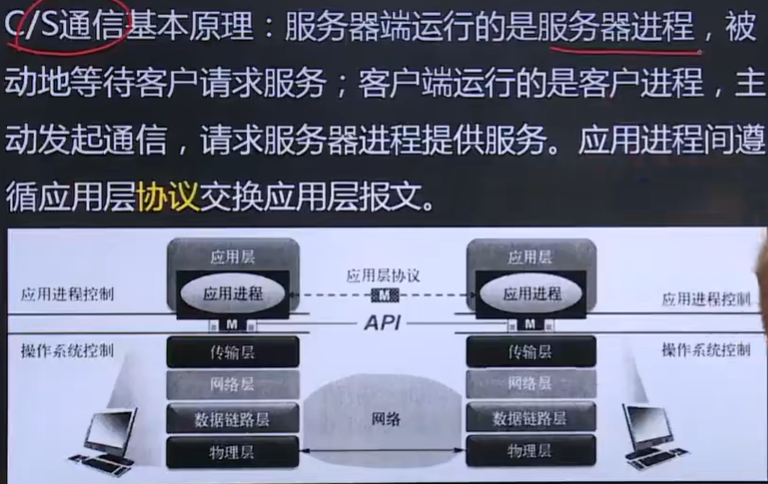 C/S通信基本原理：服务器端运行的是服务器进程，被
动地等待客户请求服务；客户端运行的是客户进程，主
动发起通信，请求服务器进程提供服务。应用进程间遵
循应用层协议交换应用层报文。
应用层
应用层
应用层协议
应用进程控制
应用进程
M
应用进程
应用进程控制
M
API
M
操作系统控制
传输层
传输层
操作系统控制
网络层
网络层
数据链路层
网络
数据链路层
物理层
物理层